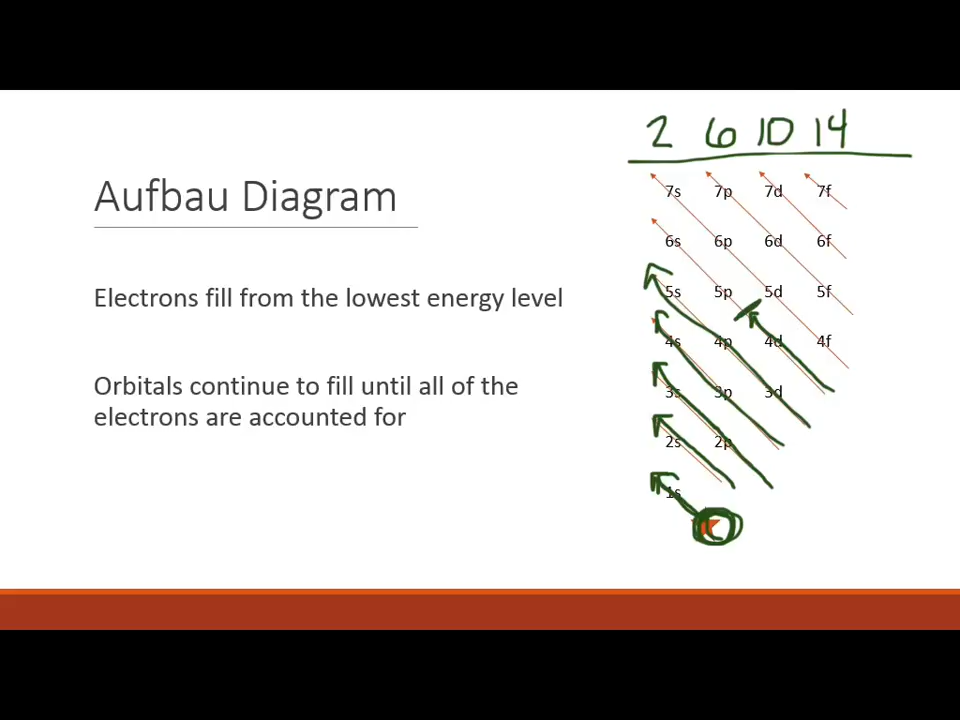 2 6 10 14
Aufbau Diagram
Electrons fill from the lowest energy level
Orbitals continue to fill until all of the
electrons are accounted for
7s 7p 7d 7f
6s 6p 6d 6f
5s 5p 5d 5f
4s 4p 4d 4f
3s 3p 3d
2s 2p
1s